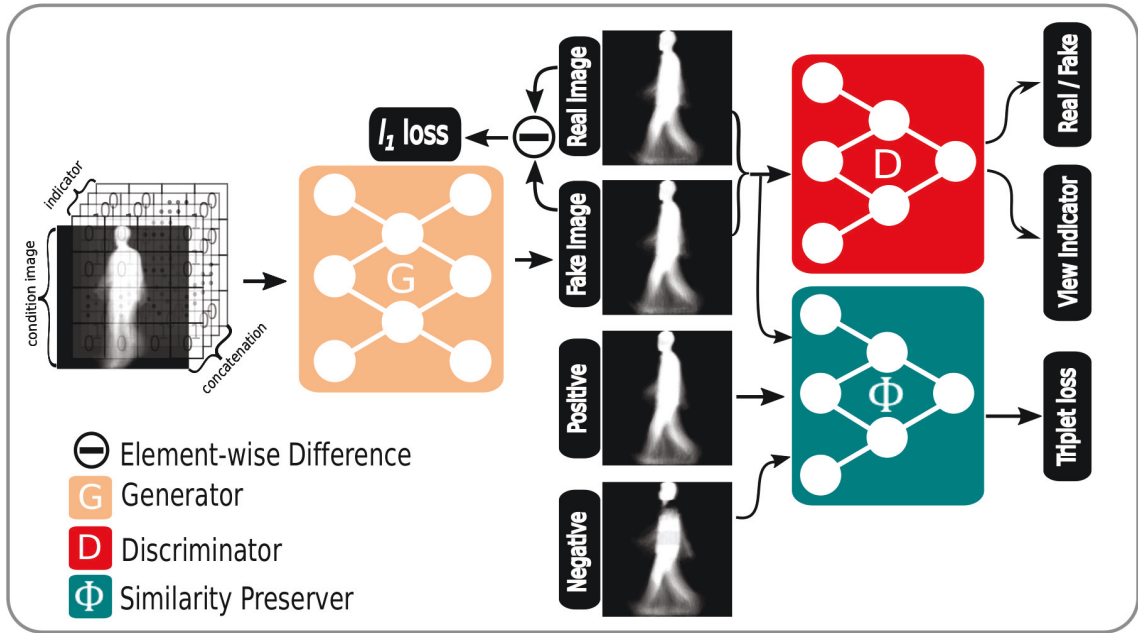 indicator
condition image
concatenation
l1 loss
G
Real Image
Fake Image
Positive
Negative
D
Φ
Real / Fake
View Indicator
Triplet loss
Element-wise Difference
G Generator
D Discriminator
Φ Similarity Preserver